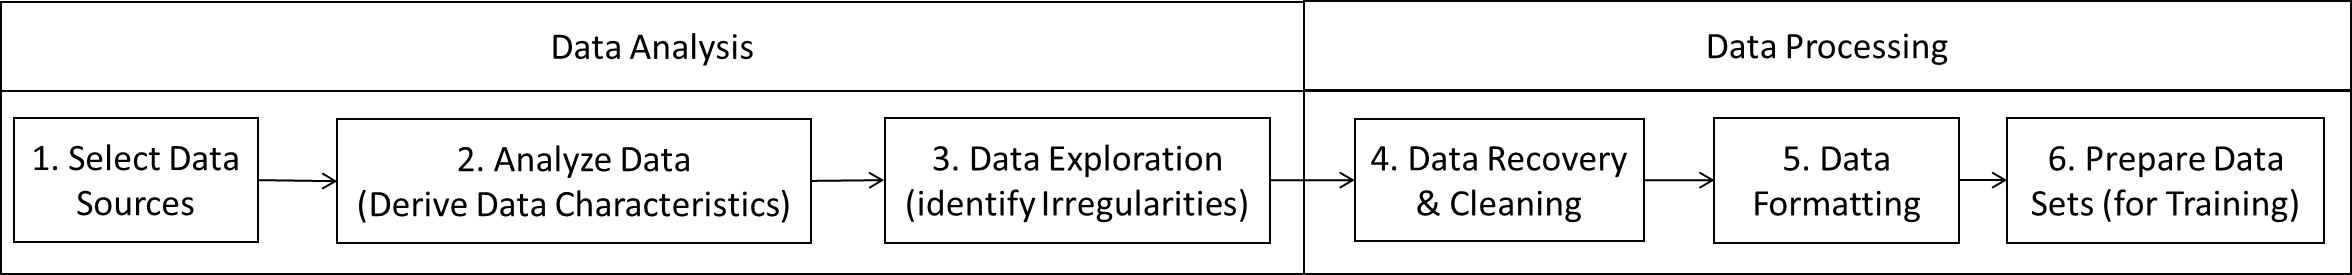 Data Analysis
Data Processing
1. Select Data
Sources
2. Analyze Data
(Derive Data Characteristics)
3. Data Exploration
(identify Irregularities)
4. Data Recovery
& Cleaning
5. Data
Formatting
6. Prepare Data
Sets (for Training)